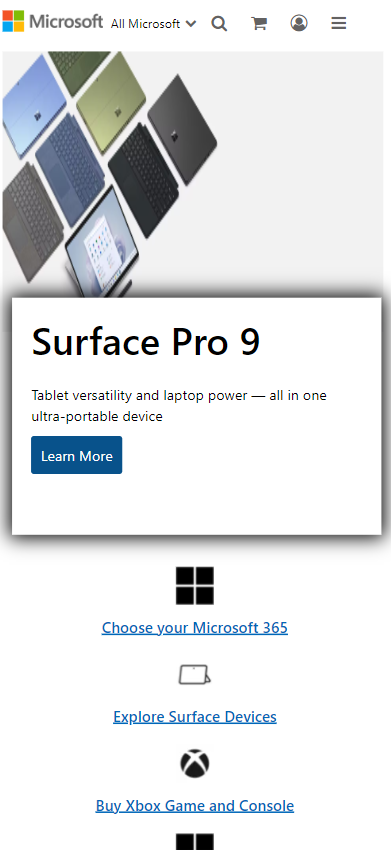 Microsoft All Microsoft
Surface Pro 9
Tablet versatility and laptop power — all in one
ultra-portable device
Learn More
Choose your Microsoft 365
Explore Surface Devices
Buy Xbox Game and Console